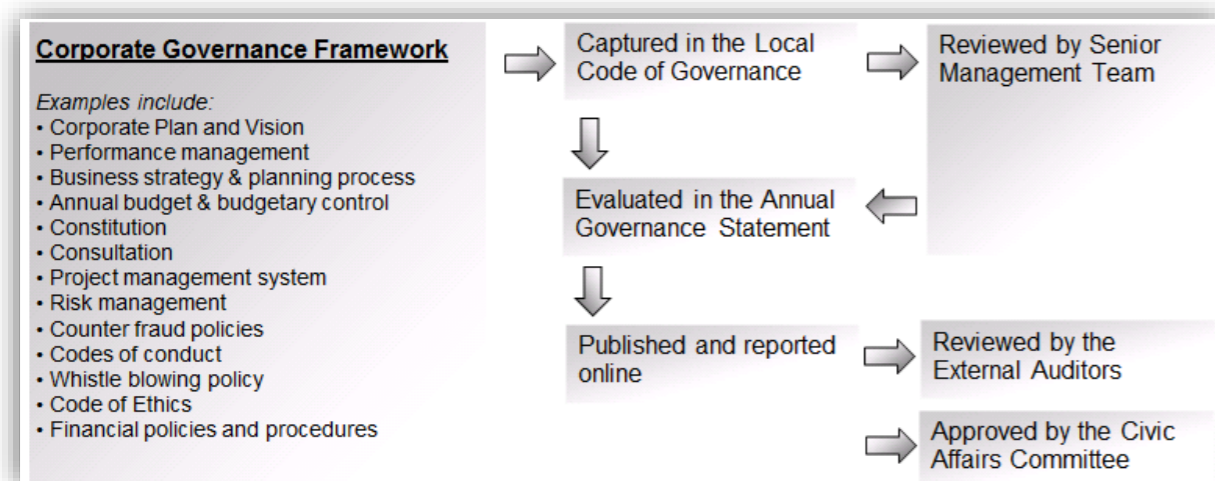 Corporate Governance Framework
Examples include:
• Corporate Plan and Vision
• Performance management
• Business strategy & planning process
• Annual budget & budgetary control
• Constitution
• Consultation
• Project management system
• Risk management
• Counter fraud policies
• Codes of conduct
• Whistle blowing policy
• Code of Ethics
• Financial policies and procedures
Captured in the Local
Code of Governance
Reviewed by Senior
Management Team
Evaluated in the Annual
Governance Statement
Published and reported
online
Reviewed by the
External Auditors
Approved by the Civic
Affairs Committee